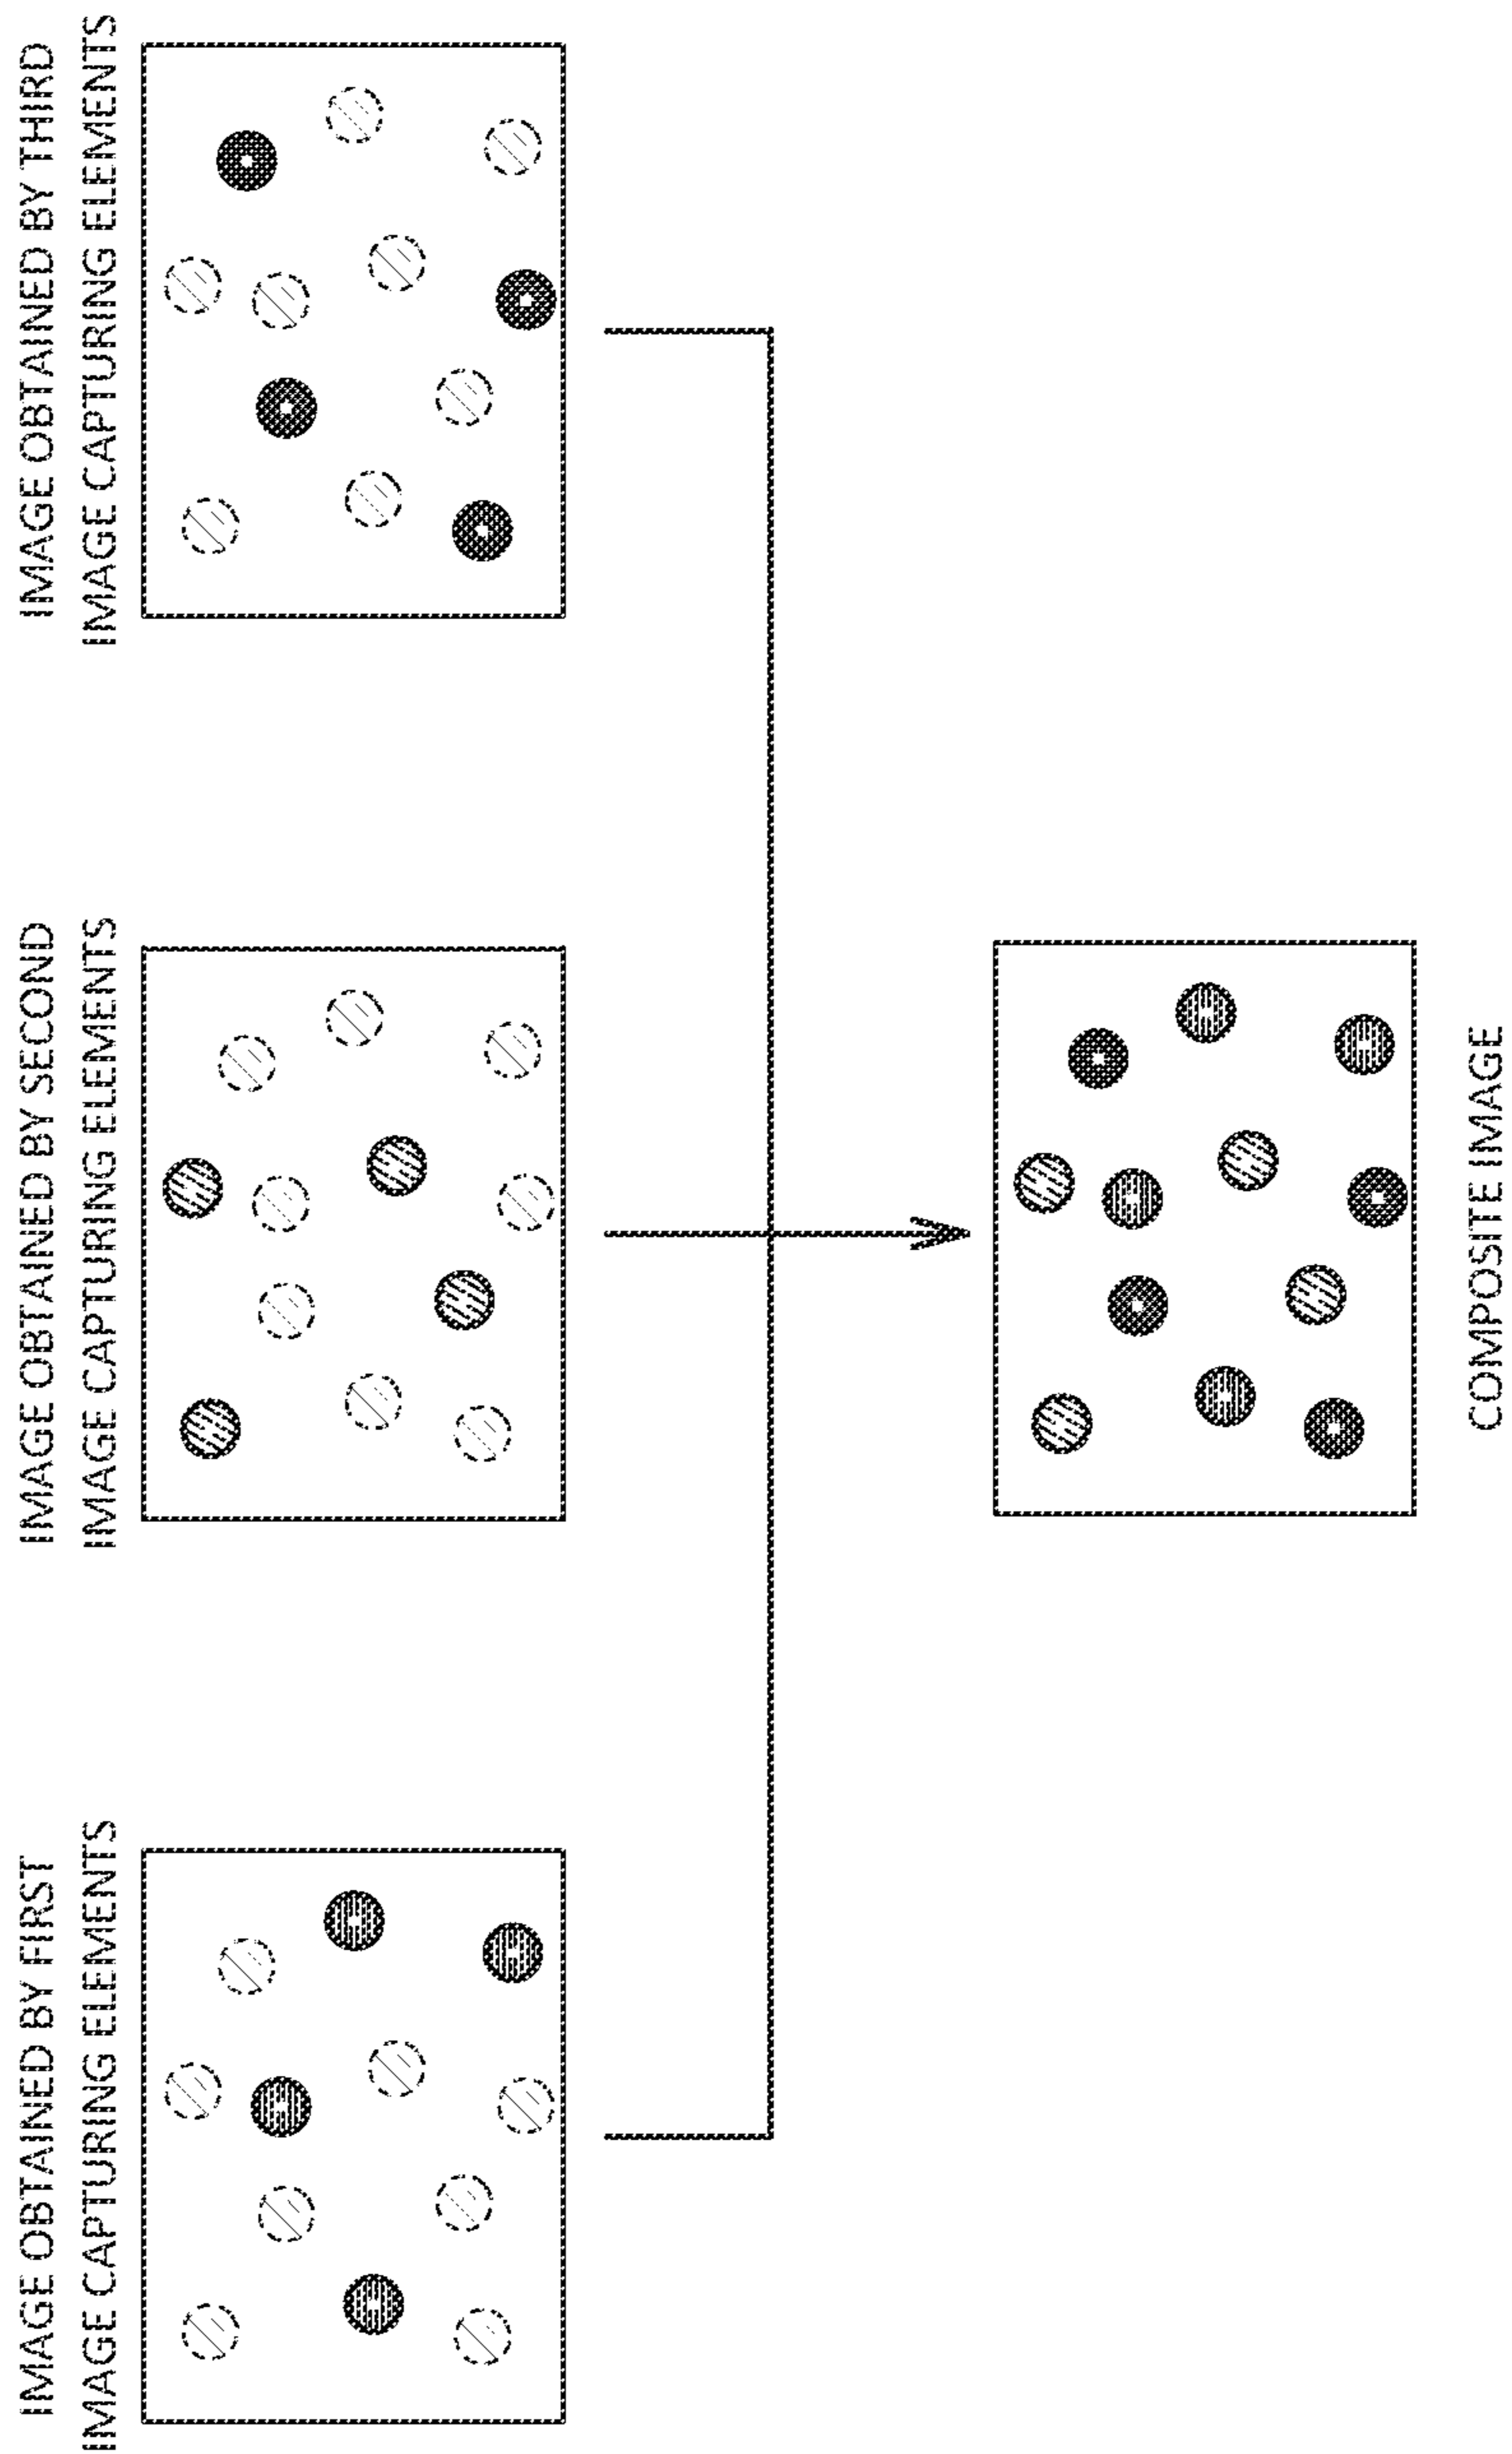 IMAGE OBTAINED BY FIRST
IMAGE CAPTURING ELEMENTS
IMAGE OBTAINED BY SECOND
IMAGE CAPTURING ELEMENTS
IMAGE OBTAINED BY THIRD
IMAGE CAPTURING ELEMENTS
COMPOSITE IMAGE